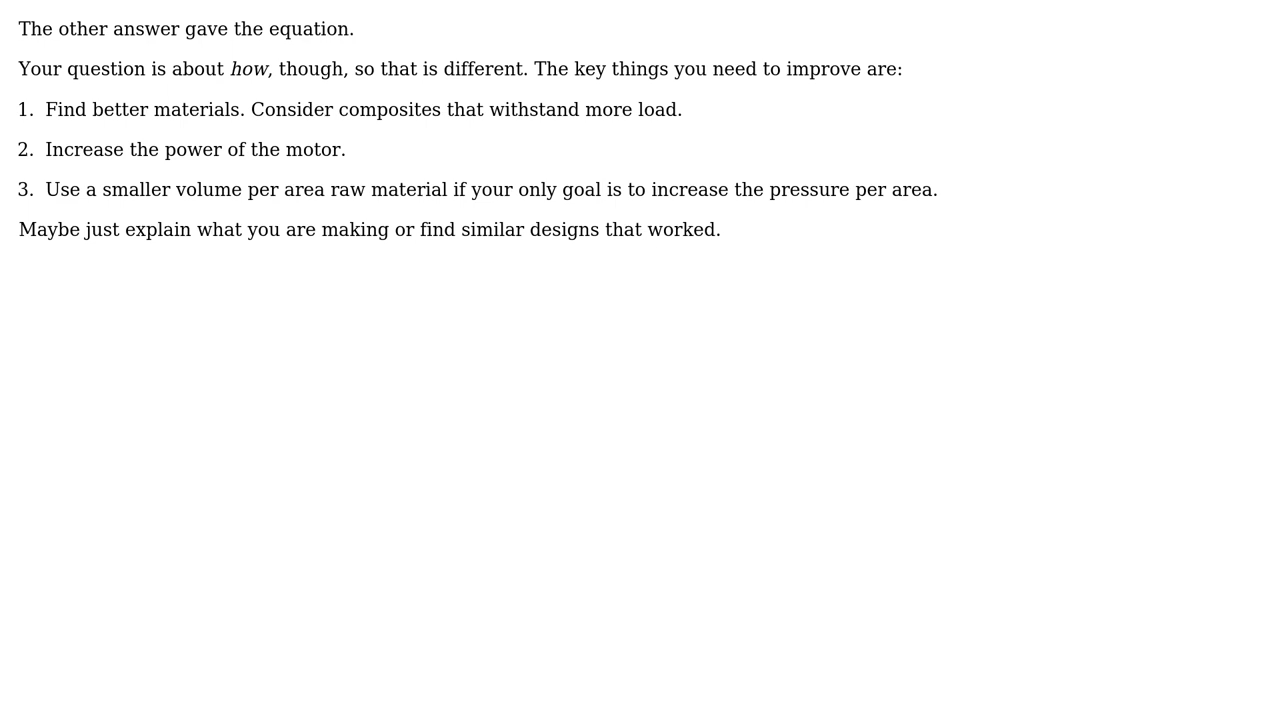 The other answer gave the equation.
Your question is about how, though, so that is different. The key things you need to improve are:
1. Find better materials. Consider composites that withstand more load.
2. Increase the power of the motor.
3. Use a smaller volume per area raw material if your only goal is to increase the pressure per area.
Maybe just explain what you are making or find similar designs that worked.